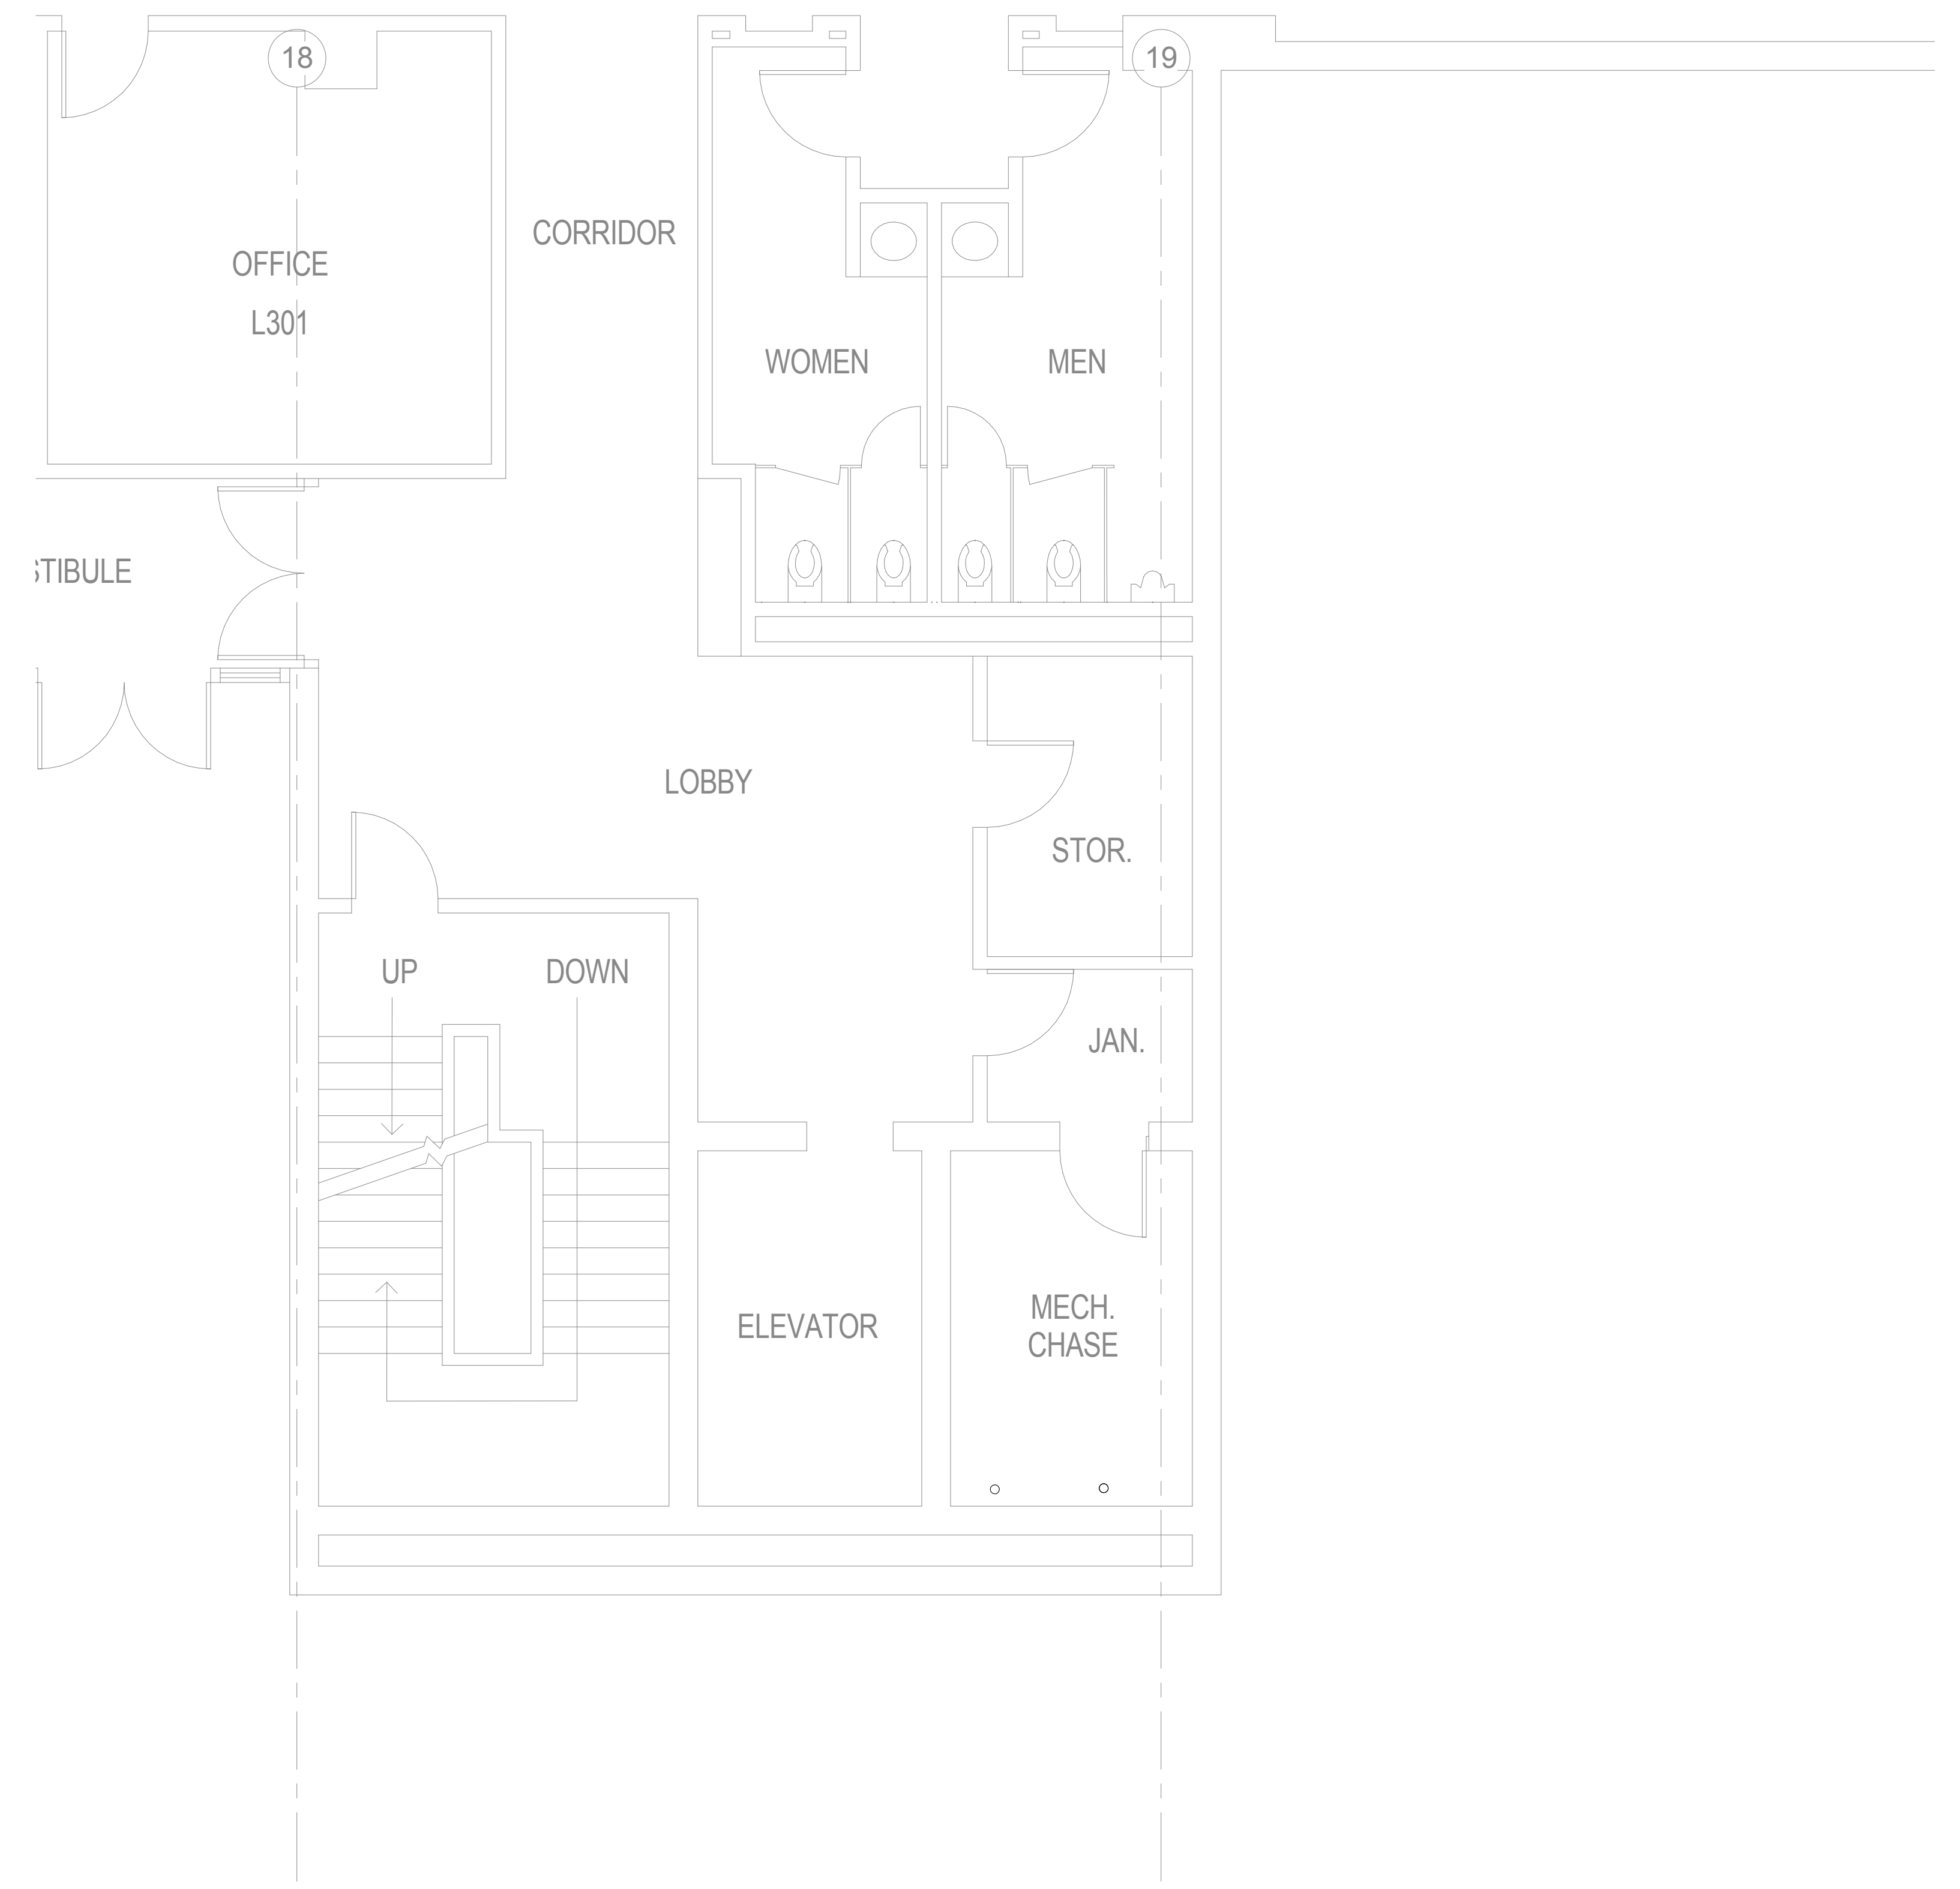 18
19
CORRIDOR
OFFICE
L301
WOMEN
MEN
STIBULE
LOBBY
STOR.
UP
DOWN
JAN.
ELEVATOR
MECH.
CHASE